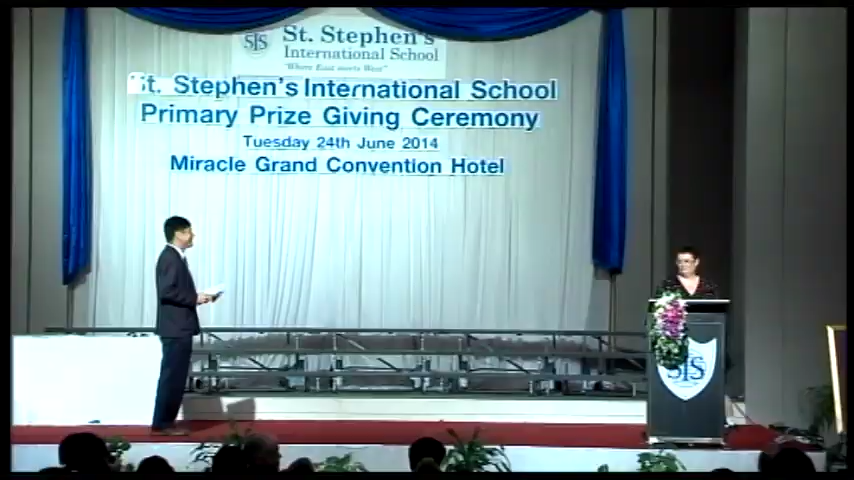 SIS
St. Stephen's
International School
"Where East meets West"
St. Stephen's International School
Primary Prize Giving Ceremony
Tuesday 24th June 2014
Miracle Grand Convention Hotel
SIS